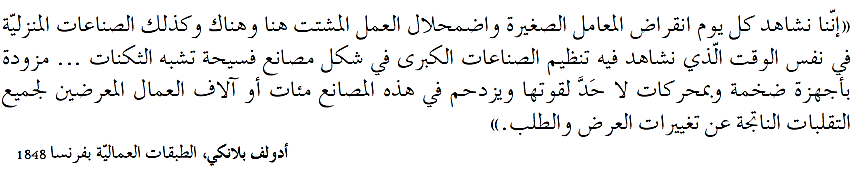 «إنّنا نشاهد كل يوم انقراض المعامل الصغيرة واضمحلال العمل المشتت هنا وهناك وكذلك الصناعات المنزليّة
في نفس الوقت الّذي نشاهد فيه تنظيم الصناعات الكبرى في شكل مصانع فسيحة تشبه الثكنات ... مزودة
بأجهزة ضخمة وبمحركات لا حَدَّ لقوتها ويزدحم في هذه المصانع مئات أو آلاف العمال المعرضين لجميع
التقلبات الناتجة عن تغييرات العرض والطلب.»
أدولف بلانكي، الطبقات العماليّة بفرنسا 1848